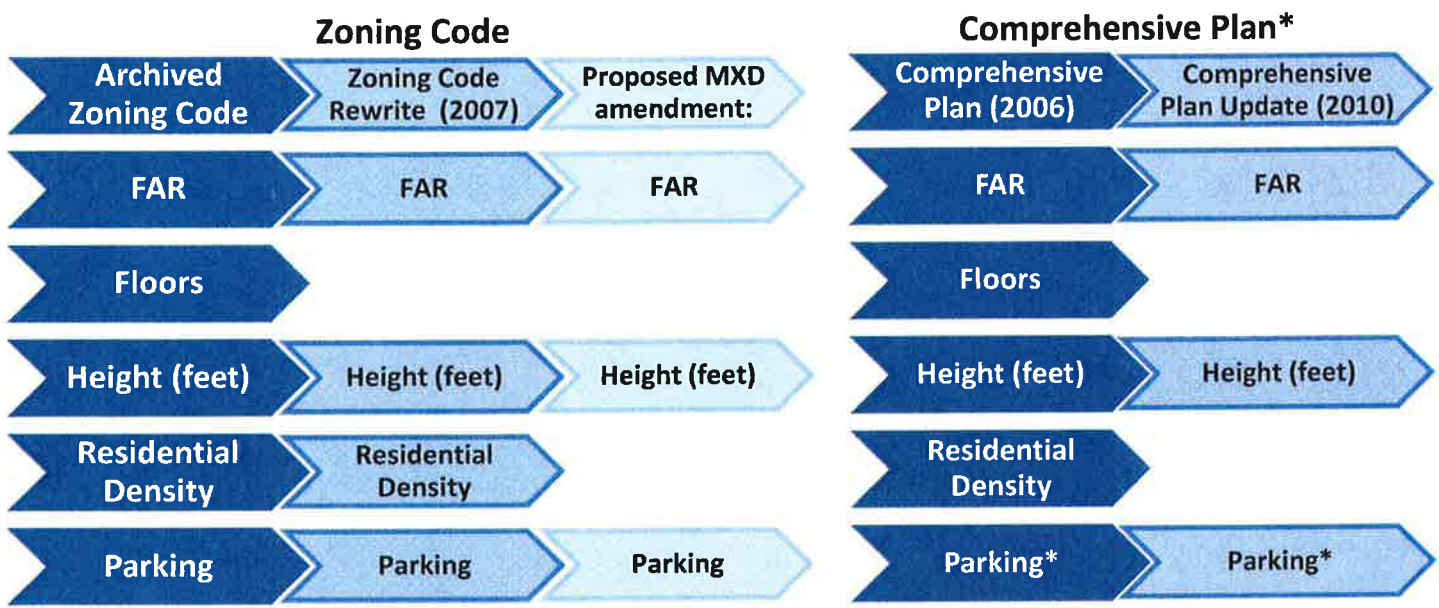 Zoning Code
Archived
Zoning Code
Zoning Code
Rewrite (2007)
Proposed MXD
amendment:
FAR
FAR
FAR
Floors
Height (feet)
Height (feet)
Height (feet)
Residential
Density
Residential
Density
Parking
Parking
Parking
Comprehensive Plan*
Comprehensive
Plan (2006)
Comprehensive
Plan Update (2010)
FAR
FAR
Floors
Height (feet)
Height (feet)
Residential
Density
Parking*
Parking*